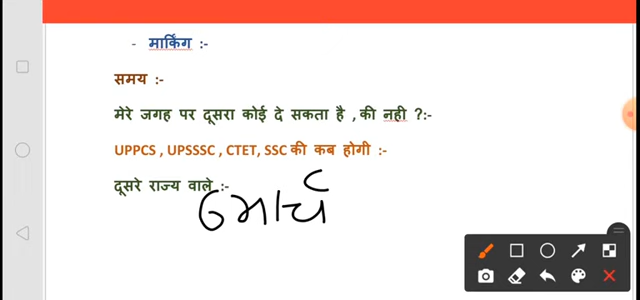 - मार्किंग :-
समय :-
मेरे जगह पर दूसरा कोई दे सकता है , की नही ?:-
UPPCS , UPSSSC , CTET, SSC की कब होगी :-
दूसरे राज्य वाले :-
6 मार्च